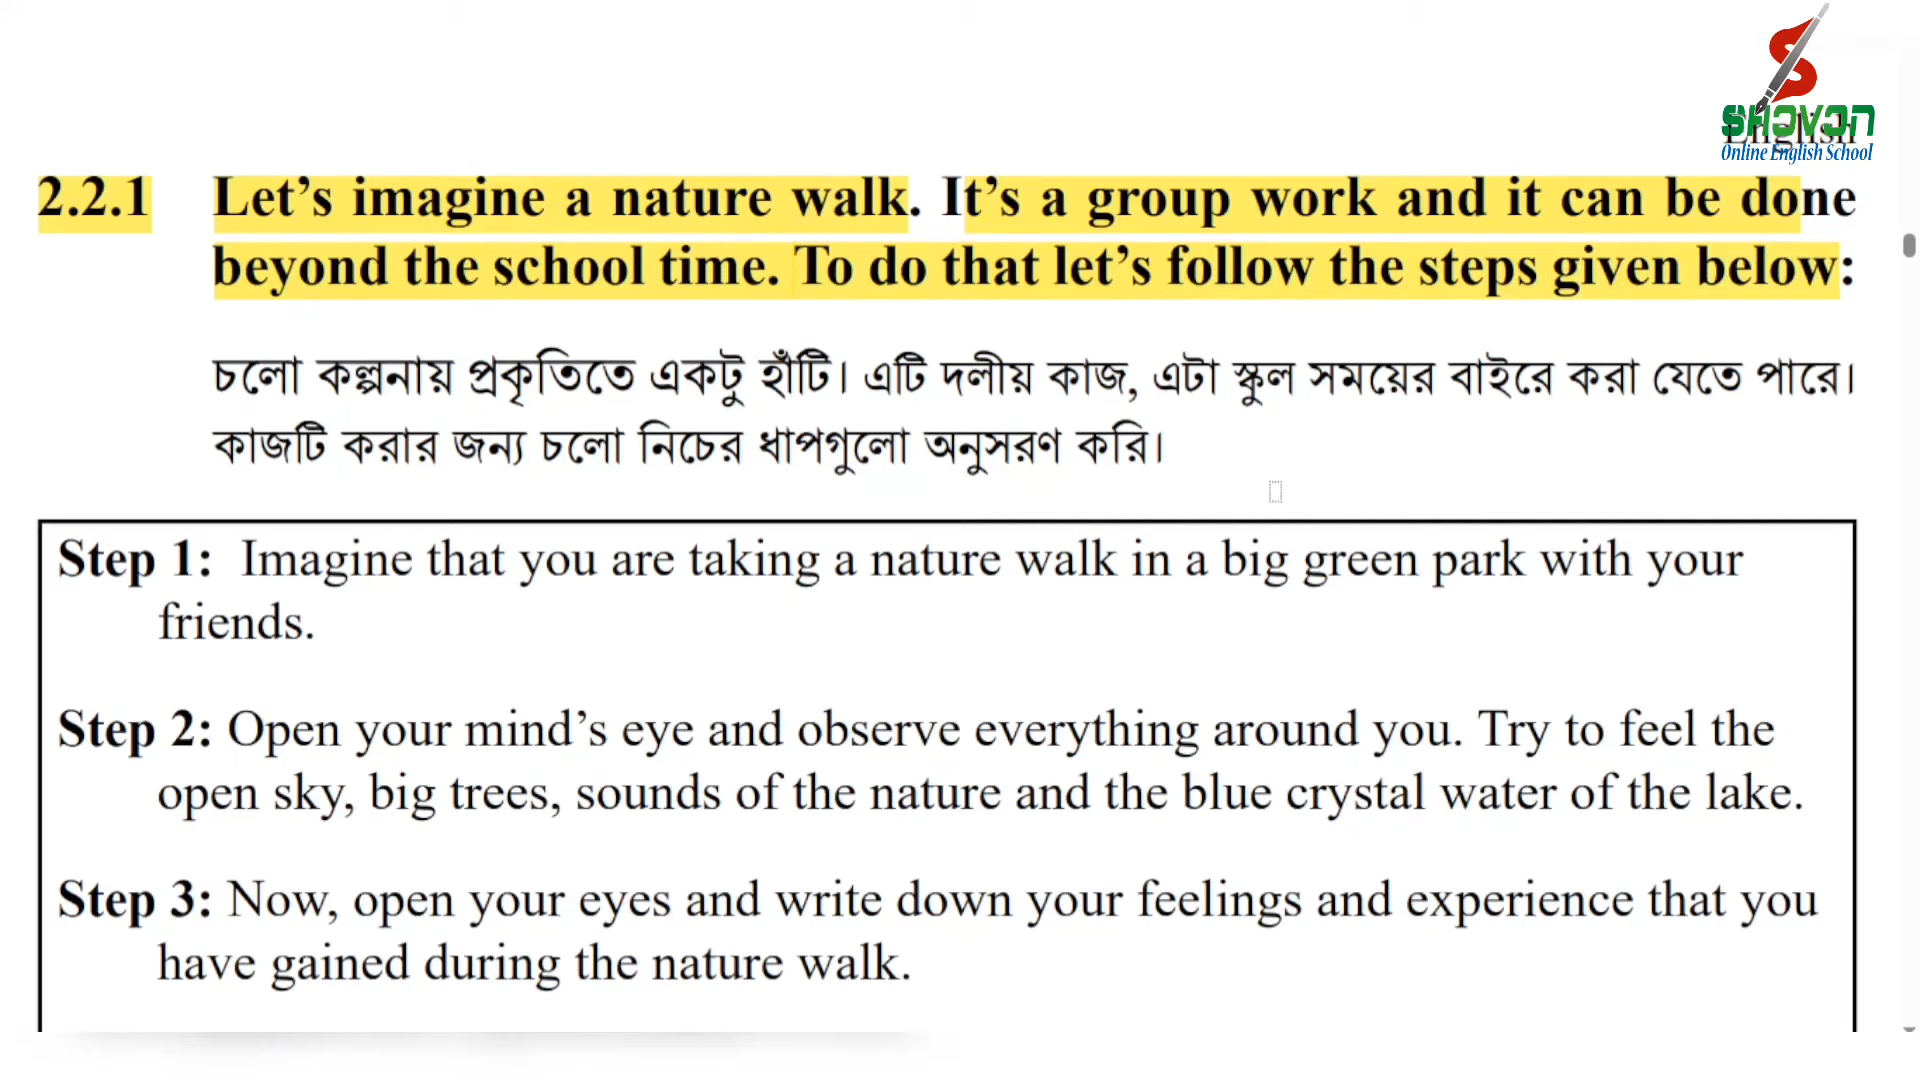 SHOVON
English
Online English School
2.2.1 Let’s imagine a nature walk. It’s a group work and it can be done
beyond the school time. To do that let’s follow the steps given below:
চলো কল্পনায় প্রকৃতিতে একটু হাঁটি। এটি দলীয় কাজ, এটা স্কুল সময়ের বাইরে করা যেতে পারে।
কাজটি করার জন্য চলো নিচের ধাপগুলো অনুসরণ করি।
Step 1: Imagine that you are taking a nature walk in a big green park with your
friends.
Step 2: Open your mind’s eye and observe everything around you. Try to feel the
open sky, big trees, sounds of the nature and the blue crystal water of the lake.
Step 3: Now, open your eyes and write down your feelings and experience that you
have gained during the nature walk.